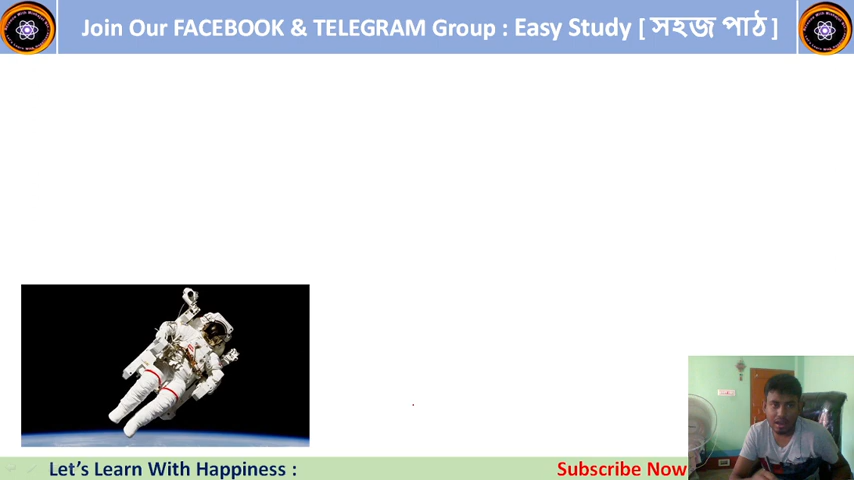 Join Our FACEBOOK & TELEGRAM Group : Easy Study [ সহজ পাঠ ]
Let's Learn With Happiness :
Subscribe Now